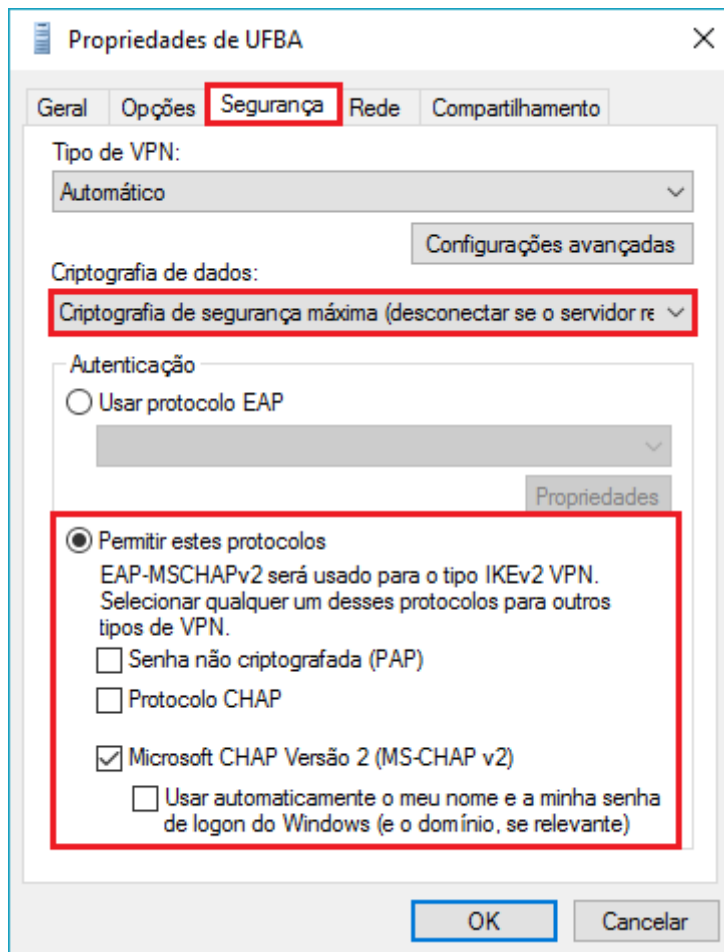 Propriedades de UFBA
Geral Opções Segurança Rede Compartilhamento
Tipo de VPN:
Automático
Configurações avançadas
Criptografia de dados:
Criptografia de segurança máxima (desconectar se o servidor re
Autenticação
Usar protocolo EAP
Propriedades
Permitir estes protocolos
EAP-MSCHAPv2 será usado para o tipo IKEv2 VPN.
Selecionar qualquer um desses protocolos para outros
tipos de VPN.
Senha não criptografada (PAP)
Protocolo CHAP
Microsoft CHAP Versão 2 (MS-CHAP v2)
Usar automaticamente o meu nome e a minha senha
de logon do Windows (e o domínio, se relevante)
OK Cancelar